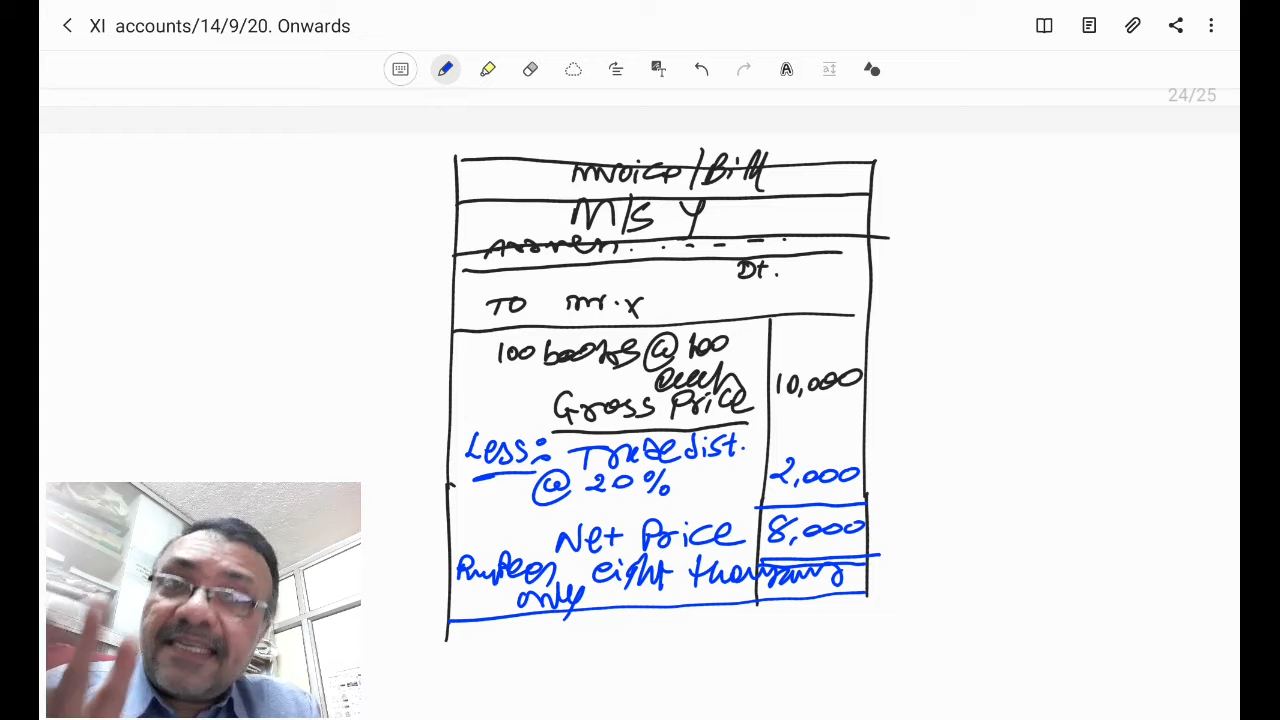 XI accounts/14/9/20. Onwards
24/25
Invoice/Bill
M/S Y
Dt.
TO Mr. X
100 books @ 100
each 10,000
Gross Price
Less: Trade dist.
@ 20% 2,000
Net Price 8,000
Rupees eight thousand
only